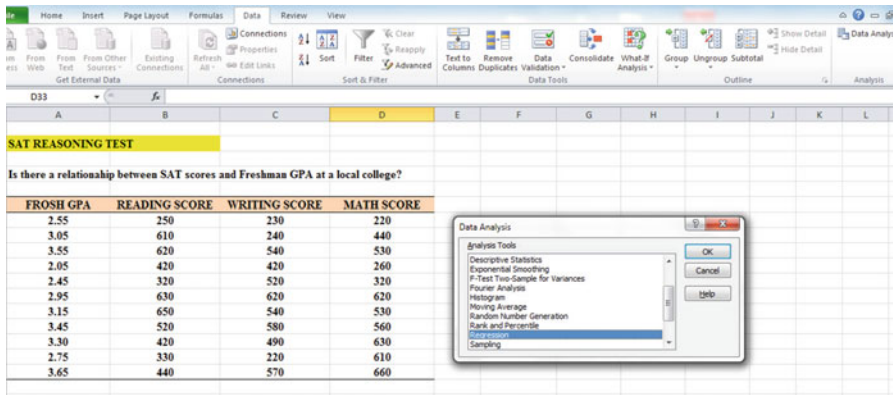 Home Insert Page Layout Formulas Data Review View
From Web
From Text
From Other Sources
Existing Connections
Refresh All
Connections
Properties
Edit Links
Sort
Filter
Clear
Reapply
Advanced
Text to Columns
Remove Duplicates
Data Validation
Consolidate
What-If Analysis
Group
Ungroup
Subtotal
Show Detail
Hide Detail
Data Analys
Get External Data Connections Sort & Filter Data Tools Outline Analysis
D33 fx
A B C D E F G H I J K L
SAT REASONING TEST
Is there a relationahip between SAT scores and Freshman GPA at a local college?
FROSH GPA READING SCORE WRITING SCORE MATH SCORE
2.55 250 230 220
3.05 610 240 440
3.55 620 540 530
2.05 420 420 260
2.45 320 520 320
2.95 630 620 620
3.15 650 540 530
3.45 520 580 560
3.30 420 490 630
2.75 330 220 610
3.65 440 570 660
Data Analysis
Analysis Tools
Descriptive Statistics
Exponential Smoothing
F-Test Two-Sample for Variances
Fourier Analysis
Histogram
Moving Average
Random Number Generation
Rank and Percentile
Regression
Sampling
OK
Cancel
Help